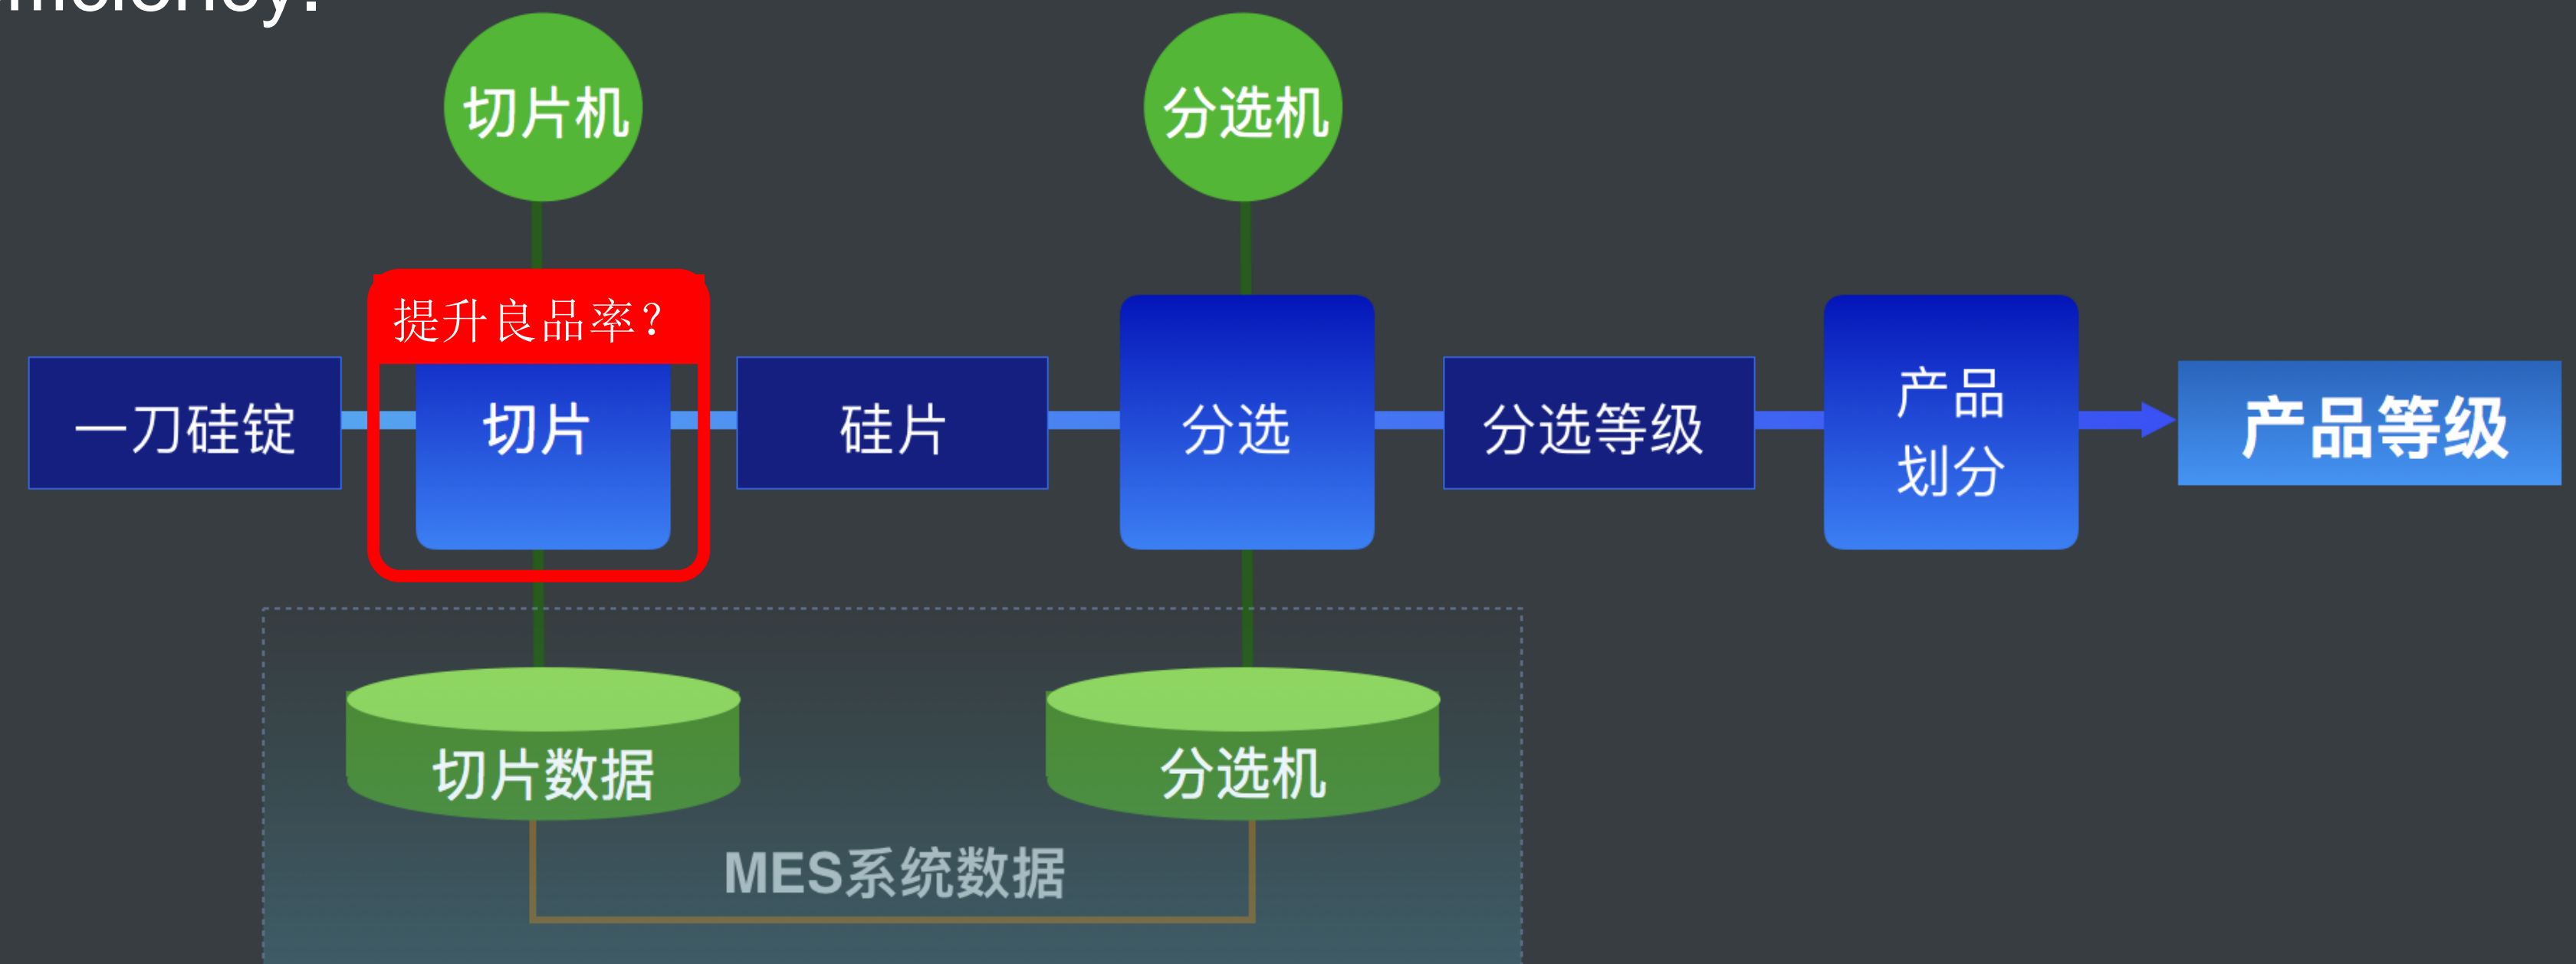 切片机
分选机
提升良品率？
一刀硅锭
切片
硅片
分选
分选等级
产品
划分
产品等级
切片数据
分选机
MES系统数据